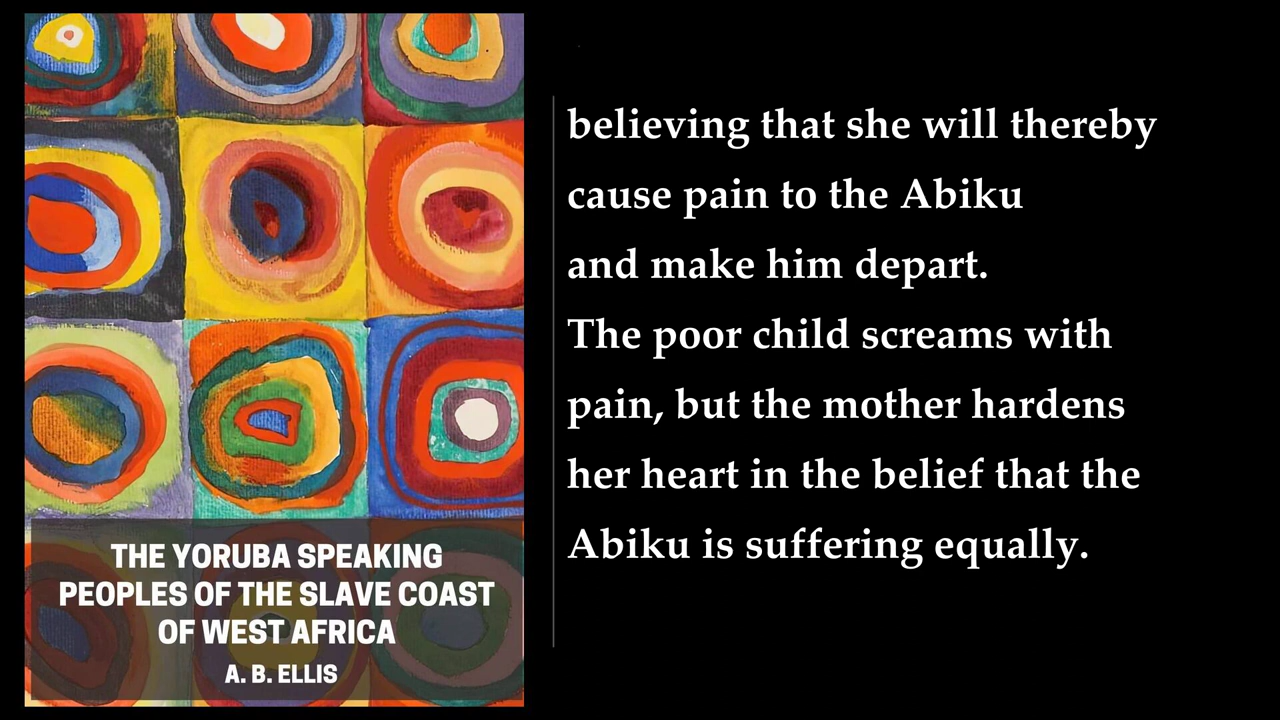 THE YORUBA SPEAKING
PEOPLES OF THE SLAVE COAST
OF WEST AFRICA
A. B. ELLIS
believing that she will thereby
cause pain to the Abiku
and make him depart.
The poor child screams with
pain, but the mother hardens
her heart in the belief that the
Abiku is suffering equally.